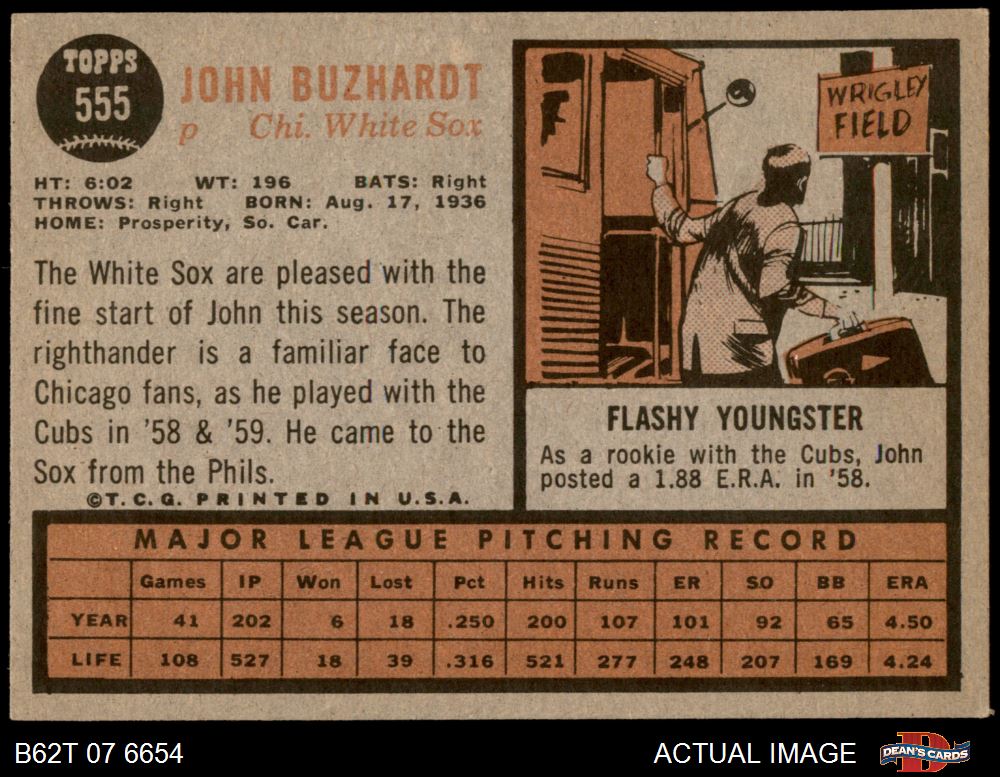 TOPPS
555
JOHN BUZHARDT
p Chi. White Sox
HT: 6:02 WT: 196 BATS: Right
THROWS: Right BORN: Aug. 17, 1936
HOME: Prosperity, So. Car.
The White Sox are pleased with the
fine start of John this season. The
righthander is a familiar face to
Chicago fans, as he played with the
Cubs in '58 & '59. He came to the
Sox from the Phils.
©T.C.G. PRINTED IN U.S.A.
WRIGLEY
FIELD
FLASHY YOUNGSTER
As a rookie with the Cubs, John
posted a 1.88 E.R.A. in '58.
MAJOR LEAGUE PITCHING RECORD
Games IP Won Lost Pct Hits Runs ER SO BB ERA
YEAR 41 202 6 18 .250 200 107 101 92 65 4.50
LIFE 108 527 18 39 .316 521 277 248 207 169 4.24
B62T 07 6654
ACTUAL IMAGE
DEAN'S CARDS